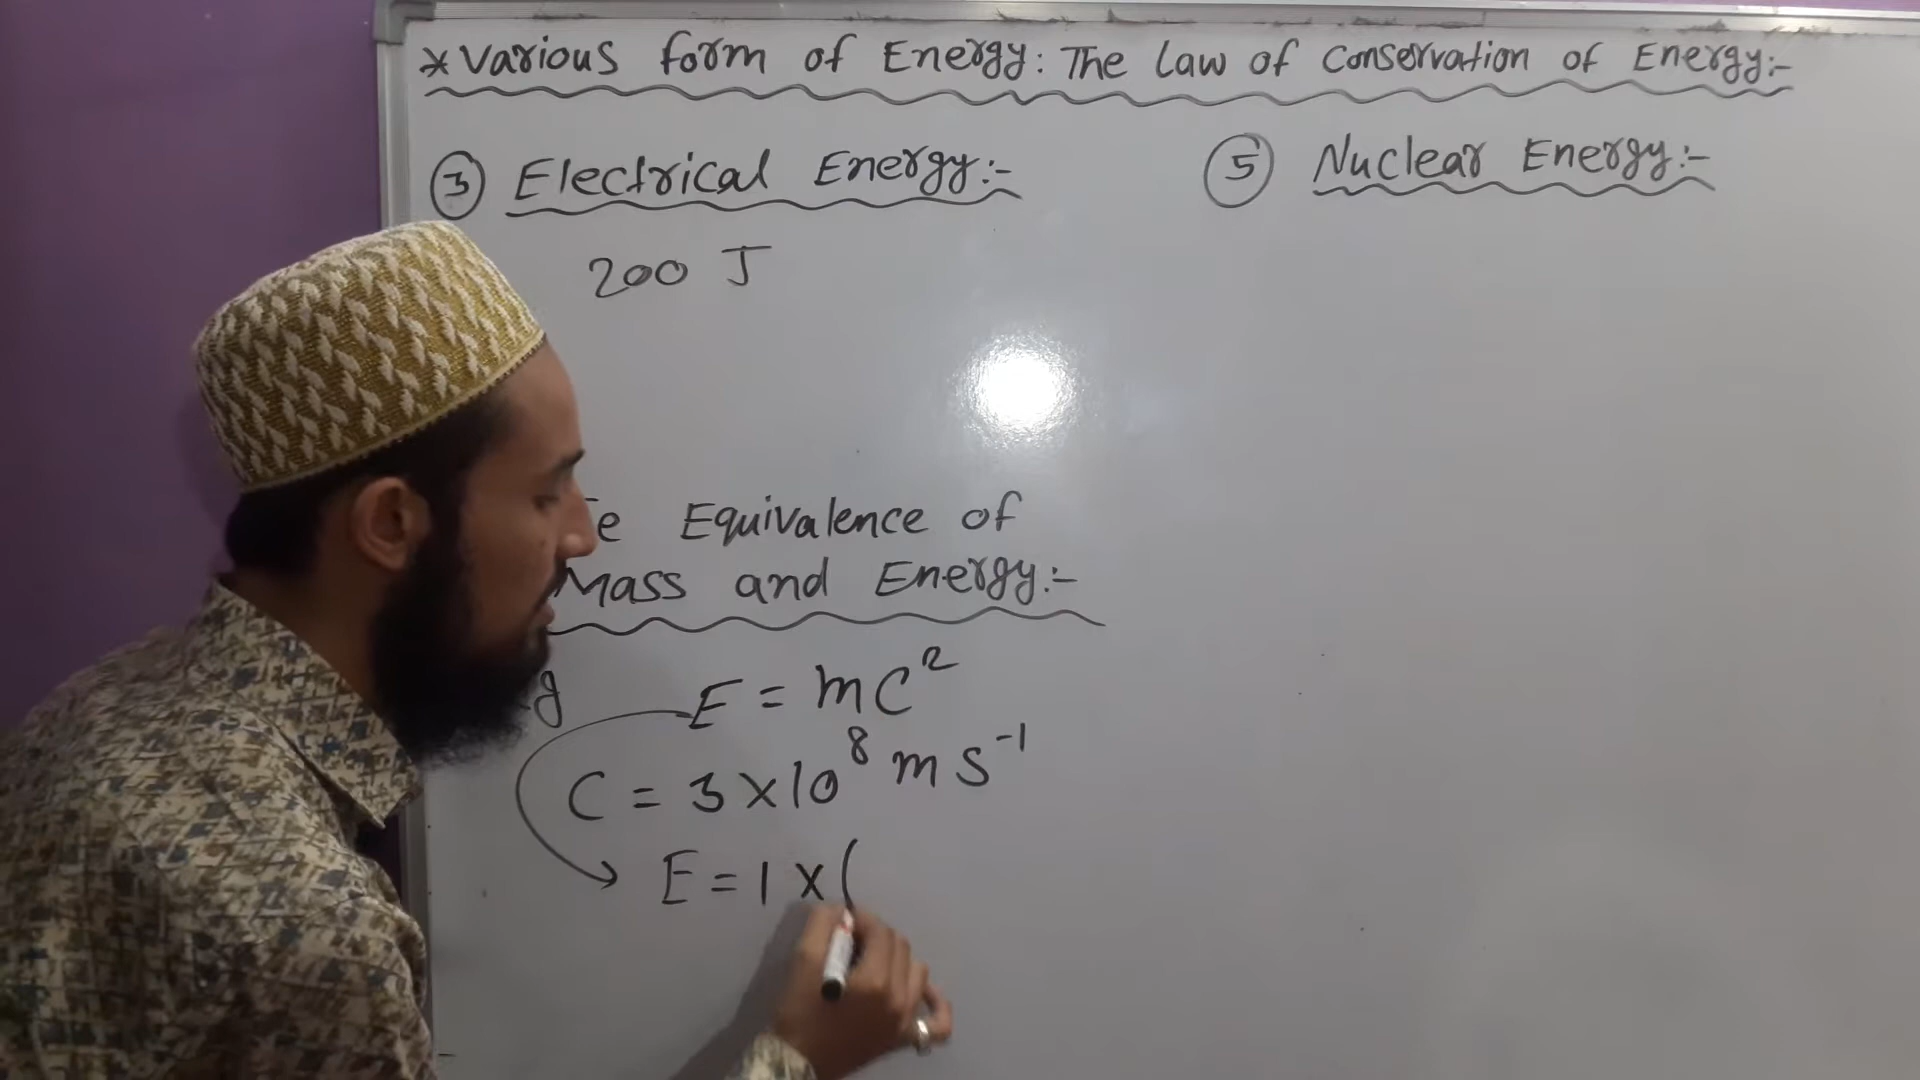 * Various form of Energy: The Law of Conservation of Energy:-
③ Electrical Energy:-
200 J
Equivalence of
Mass and Energy:-
E = mc²
C = 3 × 10⁸ m s⁻¹
E = 1 × (
⑤ Nuclear Energy:-